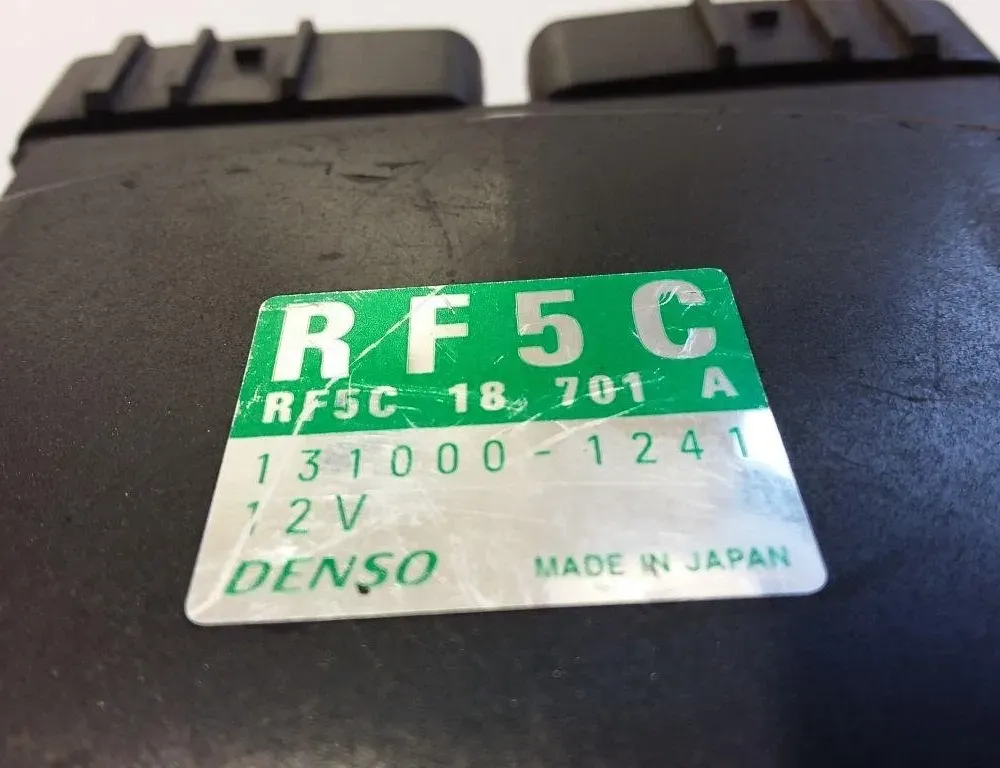 RF5C
RF5C 18 701 A
131000-1241
12V
DENSO MADE IN JAPAN